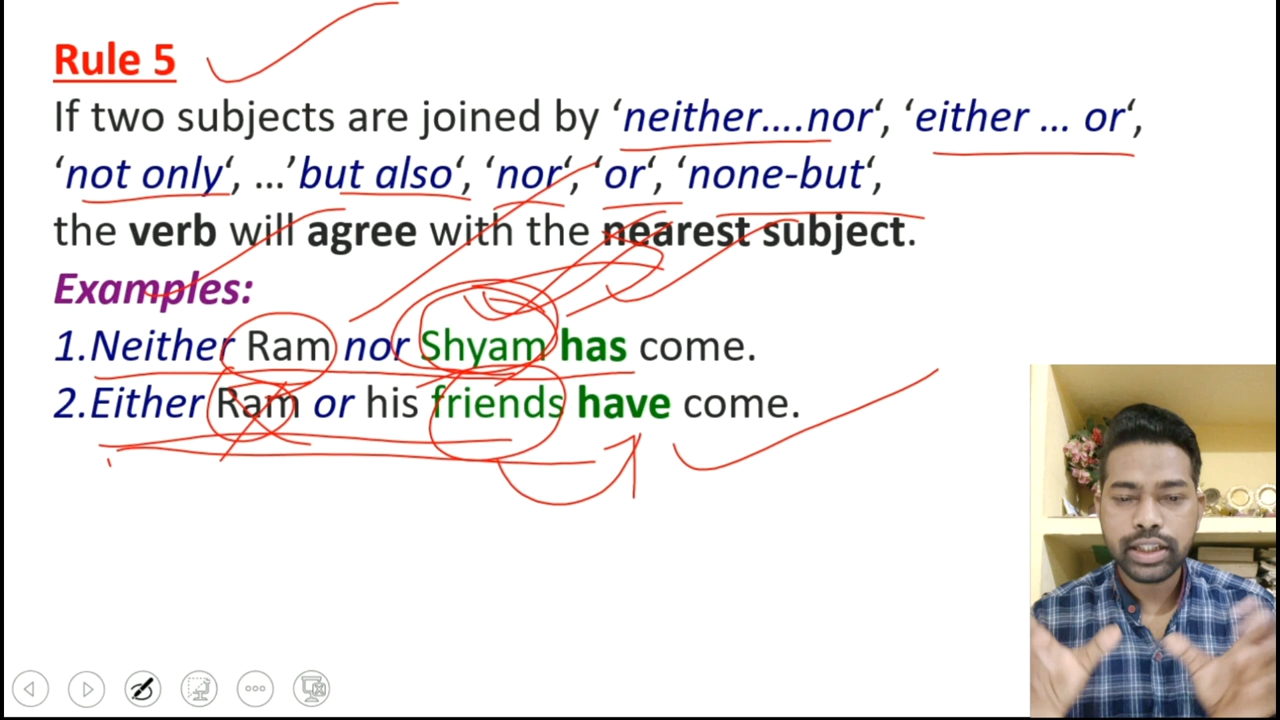 Rule 5
If two subjects are joined by ‘neither….nor‘, ‘either … or‘,
‘not only‘, …’but also‘, ‘nor‘, ‘or‘, ‘none-but‘,
the verb will agree with the nearest subject.
Examples:
1.Neither Ram nor Shyam has come.
2.Either Ram or his friends have come.